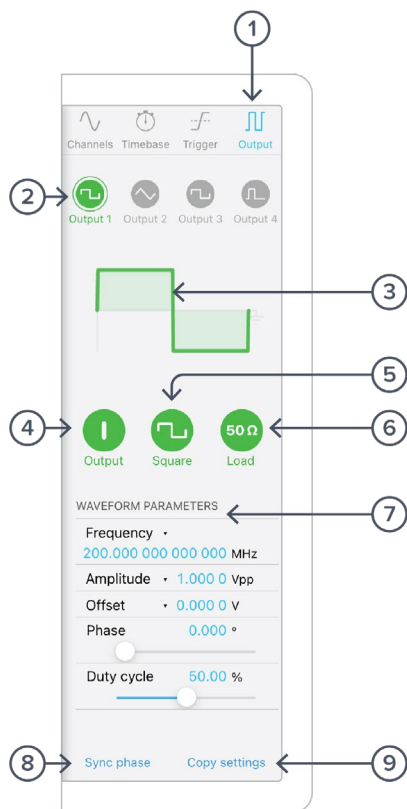 1
Channels Timebase Trigger Output
2
Output 1 Output 2 Output 3 Output 4
3
5
4
50 Ω
6
Output Square Load
WAVEFORM PARAMETERS
7
Frequency
200.000 000 000 000 MHz
Amplitude 1.000 0 Vpp
Offset 0.000 0 V
Phase 0.000 °
Duty cycle 50.00 %
8
Sync phase Copy settings
9